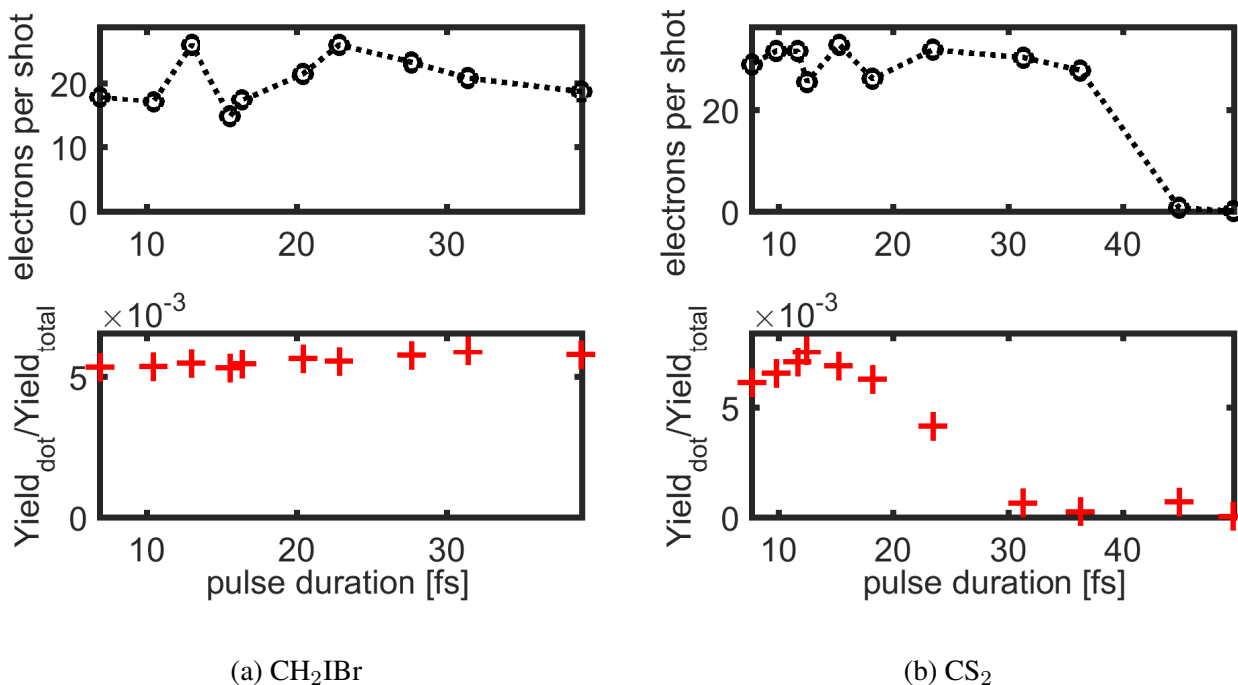 electrons per shot
20
10
0
10 20 30
×10⁻³
Yield_dot/Yield_total
5
0
10 20 30
pulse duration [fs]
(a) CH₂IBr
electrons per shot
20
0
10 20 30 40
×10⁻³
Yield_dot/Yield_total
5
0
10 20 30 40
pulse duration [fs]
(b) CS₂